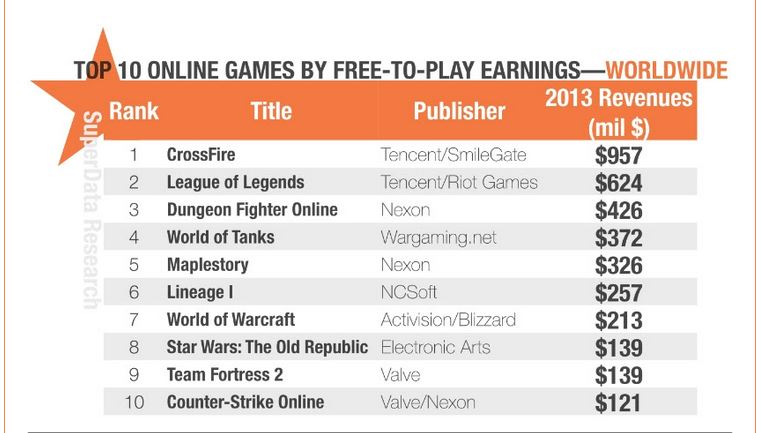 TOP 10 ONLINE GAMES BY FREE-TO-PLAY EARNINGS—WORLDWIDE
Rank Title Publisher 2013 Revenues (mil $)
1 CrossFire Tencent/SmileGate $957
2 League of Legends Tencent/Riot Games $624
3 Dungeon Fighter Online Nexon $426
4 World of Tanks Wargaming.net $372
5 Maplestory Nexon $326
6 Lineage I NCSoft $257
7 World of Warcraft Activision/Blizzard $213
8 Star Wars: The Old Republic Electronic Arts $139
9 Team Fortress 2 Valve $139
10 Counter-Strike Online Valve/Nexon $121
SuperData Research